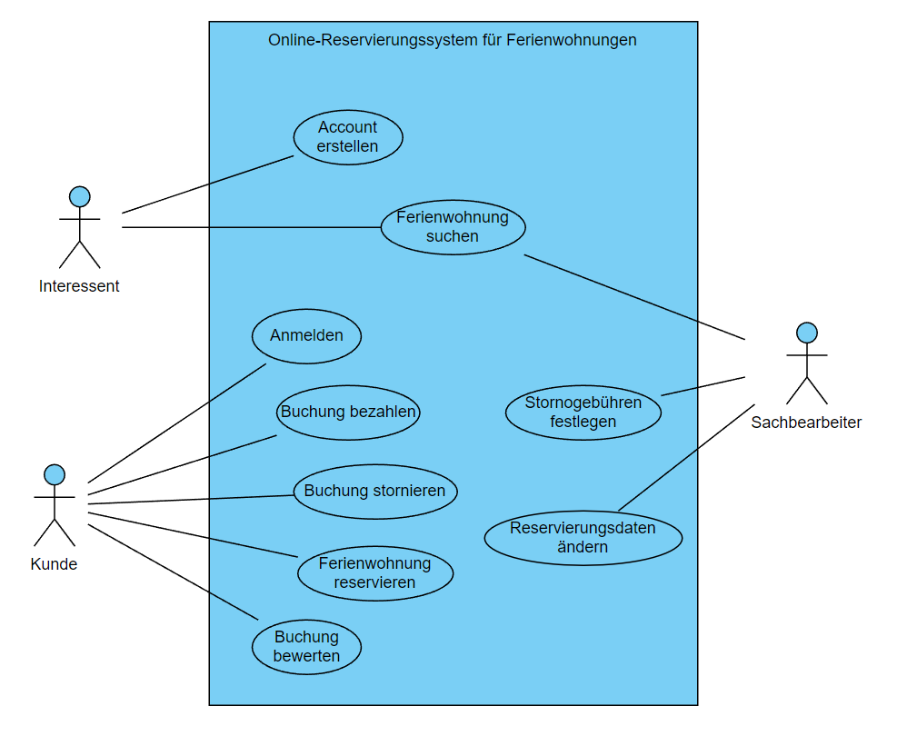 Online-Reservierungssystem für Ferienwohnungen
Account
erstellen
Ferienwohnung
suchen
Interessent
Anmelden
Buchung bezahlen
Stornogebühren
festlegen
Sachbearbeiter
Buchung stornieren
Reservierungsdaten
ändern
Kunde
Ferienwohnung
reservieren
Buchung
bewerten